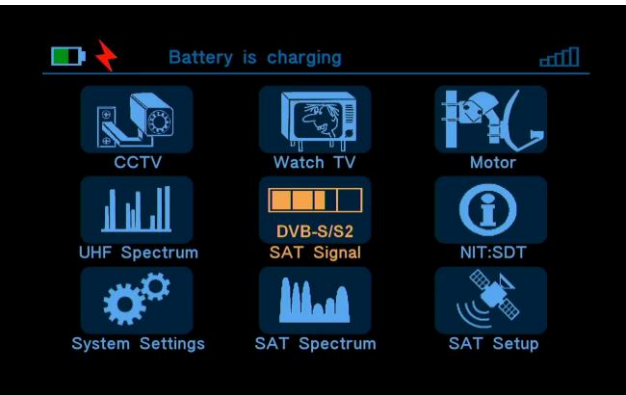 Battery is charging
CCTV
Watch TV
Motor
UHF Spectrum
DVB-S/S2
SAT Signal
NIT:SDT
System Settings
SAT Spectrum
SAT Setup